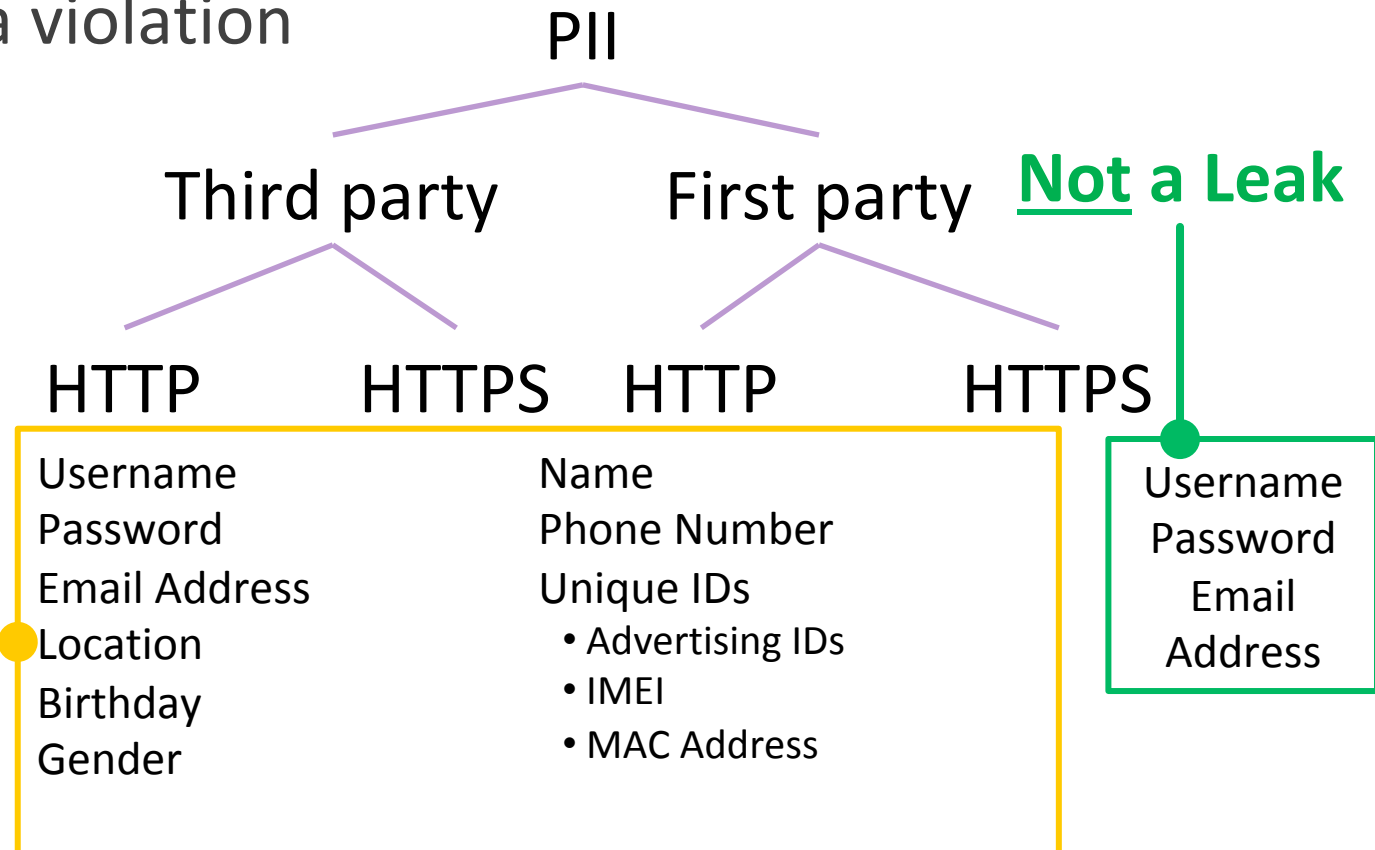 a violation
PII
Third party
First party
Not a Leak
HTTP
HTTPS
HTTP
HTTPS
Username
Password
Email Address
Location
Birthday
Gender
Name
Phone Number
Unique IDs
• Advertising IDs
• IMEI
• MAC Address
Username
Password
Email
Address